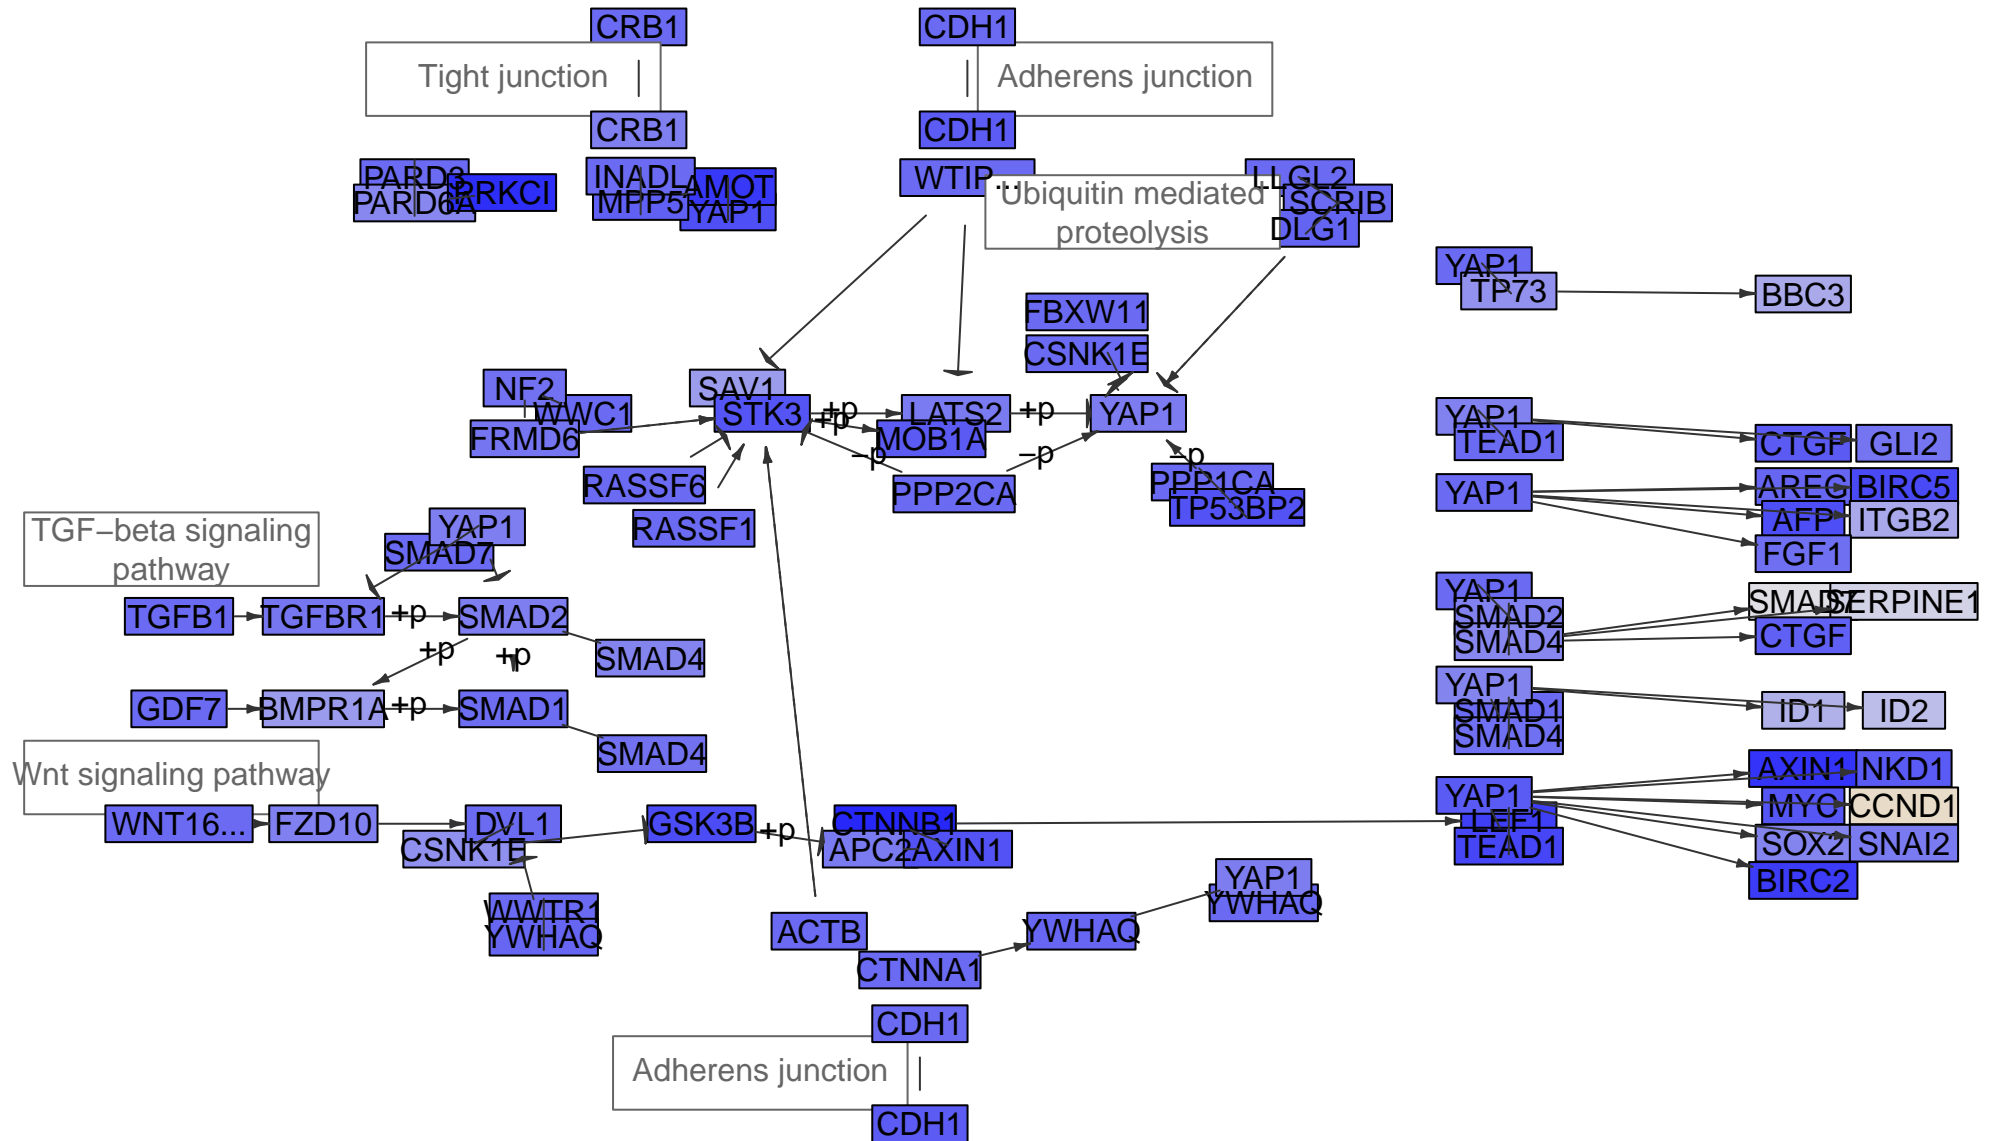 CRB1
CDH1
Tight junction
Adherens junction
CRB1
CDH1
PARD3
PRKCI
PARD6A
INADL
AMOT
MPP5
YAP1
WTIP...
LLGL2
SCRIB
DLG1
Ubiquitin mediated
proteolysis
YAP1
TP73
BBC3
FBXW11
CSNK1E
NF2
WWC1
FRMD6
SAV1
STK3
+p
+p
LATS2
MOB1A
+p
YAP1
–p
–p
–p
RASSF6
RASSF1
PPP2CA
PPP1CA
TP53BP2
YAP1
TEAD1
CTGF
GLI2
YAP1
AREG
BIRC5
AFP
ITGB2
FGF1
TGF–beta signaling
pathway
YAP1
SMAD7
TGFB1
TGFBR1
+p
SMAD2
+p
+p
SMAD4
YAP1
SMAD2
SMAD4
SMAD7
SERPINE1
CTGF
GDF7
BMPR1A
+p
SMAD1
SMAD4
YAP1
SMAD1
SMAD4
ID1
ID2
Wnt signaling pathway
WNT16...
FZD10
DVL1
CSNK1E
GSK3B
+p
CTNNB1
APC2
AXIN1
YAP1
LEF1
TEAD1
AXIN1
NKD1
MYC
CCND1
SOX2
SNAI2
BIRC2
WWTR1
YWHAQ
ACTB
CTNNA1
YWHAQ
YAP1
YWHAQ
CDH1
Adherens junction
CDH1